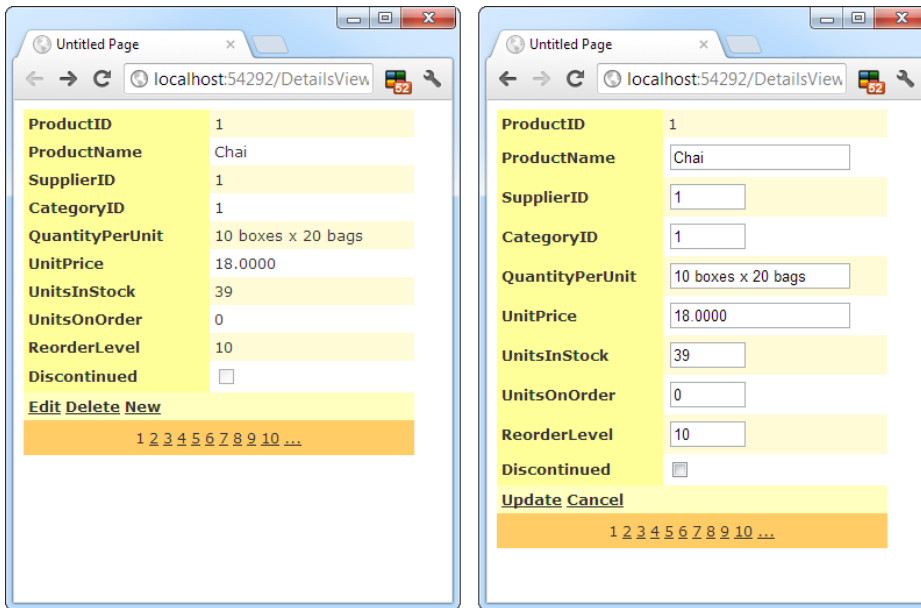 Untitled Page
localhost:54292/DetailsView
52
ProductID 1
ProductName Chai
SupplierID 1
CategoryID 1
QuantityPerUnit 10 boxes x 20 bags
UnitPrice 18.0000
UnitsInStock 39
UnitsOnOrder 0
ReorderLevel 10
Discontinued
Edit Delete New
1 2 3 4 5 6 7 8 9 10 ...
Untitled Page
localhost:54292/DetailsView
52
ProductID 1
ProductName Chai
SupplierID 1
CategoryID 1
QuantityPerUnit 10 boxes x 20 bags
UnitPrice 18.0000
UnitsInStock 39
UnitsOnOrder 0
ReorderLevel 10
Discontinued
Update Cancel
1 2 3 4 5 6 7 8 9 10 ...